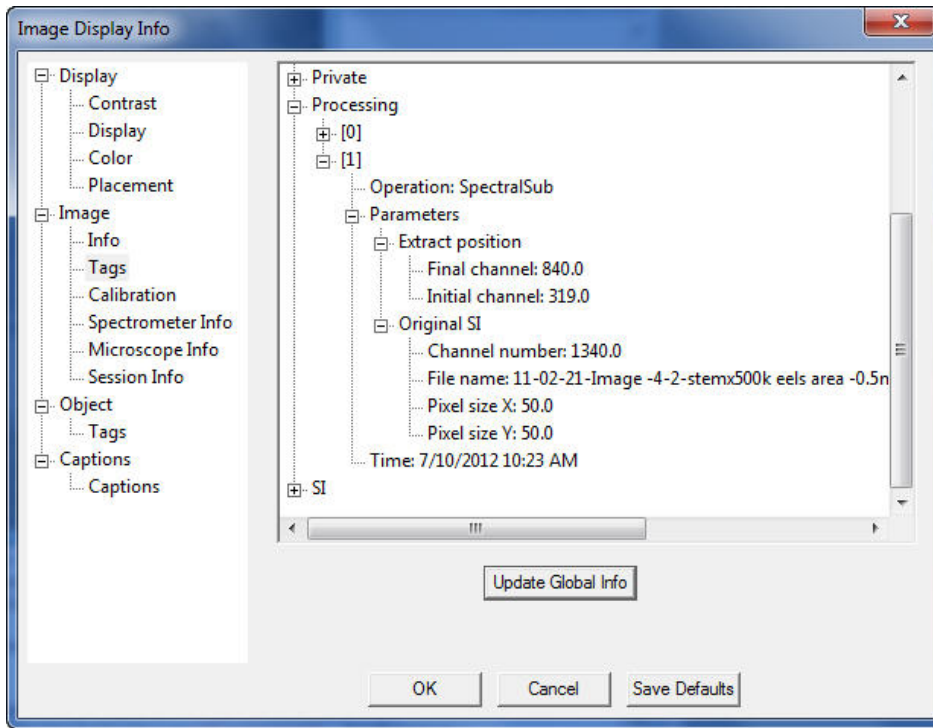 Image Display Info
Display
Contrast
Display
Color
Placement
Image
Info
Tags
Calibration
Spectrometer Info
Microscope Info
Session Info
Object
Tags
Captions
Captions
Private
Processing
[0]
[1]
Operation: SpectralSub
Parameters
Extract position
Final channel: 840.0
Initial channel: 319.0
Original SI
Channel number: 1340.0
File name: 11-02-21-Image -4-2-stemx500k eels area -0.5n
Pixel size X: 50.0
Pixel size Y: 50.0
Time: 7/10/2012 10:23 AM
SI
Update Global Info
OK Cancel Save Defaults